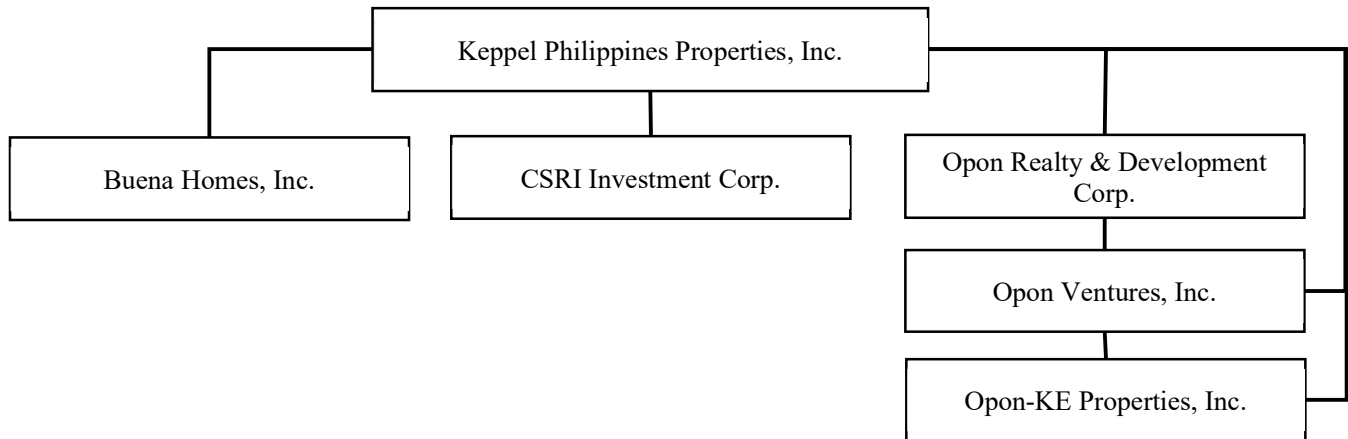 Keppel Philippines Properties, Inc.
Buena Homes, Inc.
CSRI Investment Corp.
Opon Realty & Development
Corp.
Opon Ventures, Inc.
Opon-KE Properties, Inc.